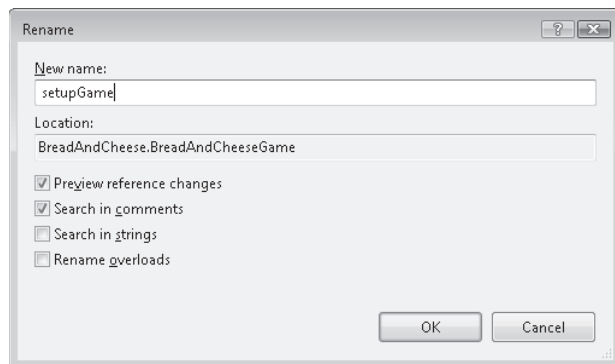 Rename
New name:
setupGame
Location:
BreadAndCheese.BreadAndCheeseGame
Preview reference changes
Search in comments
Search in strings
Rename overloads
OK
Cancel